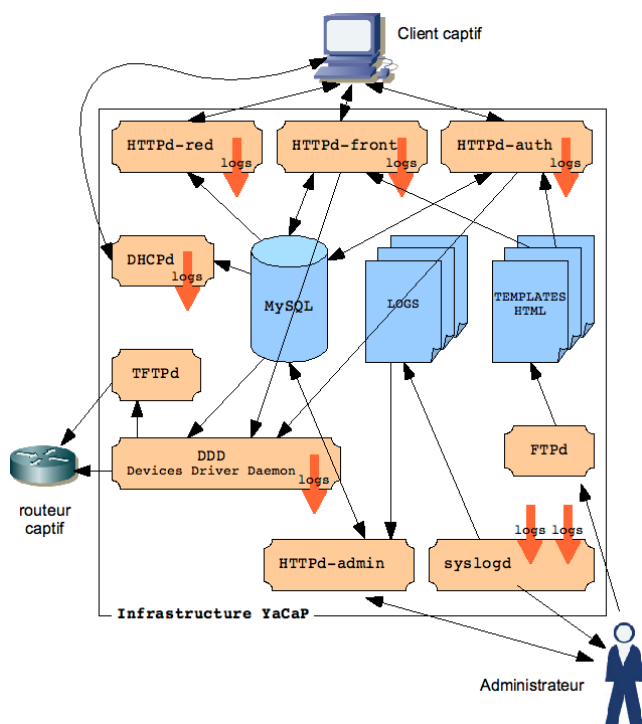 Client captif
HTTPd-red
logs
HTTPd-front
logs
HTTPd-auth
logs
DHCPd
logs
MySQL
LOGS
TEMPLATES
HTML
TFTPd
DDD
Devices Driver Daemon
logs
FTPd
routeur
captif
logs
logs
HTTPd-admin
syslogd
Infrastructure YaCaP
Administrateur